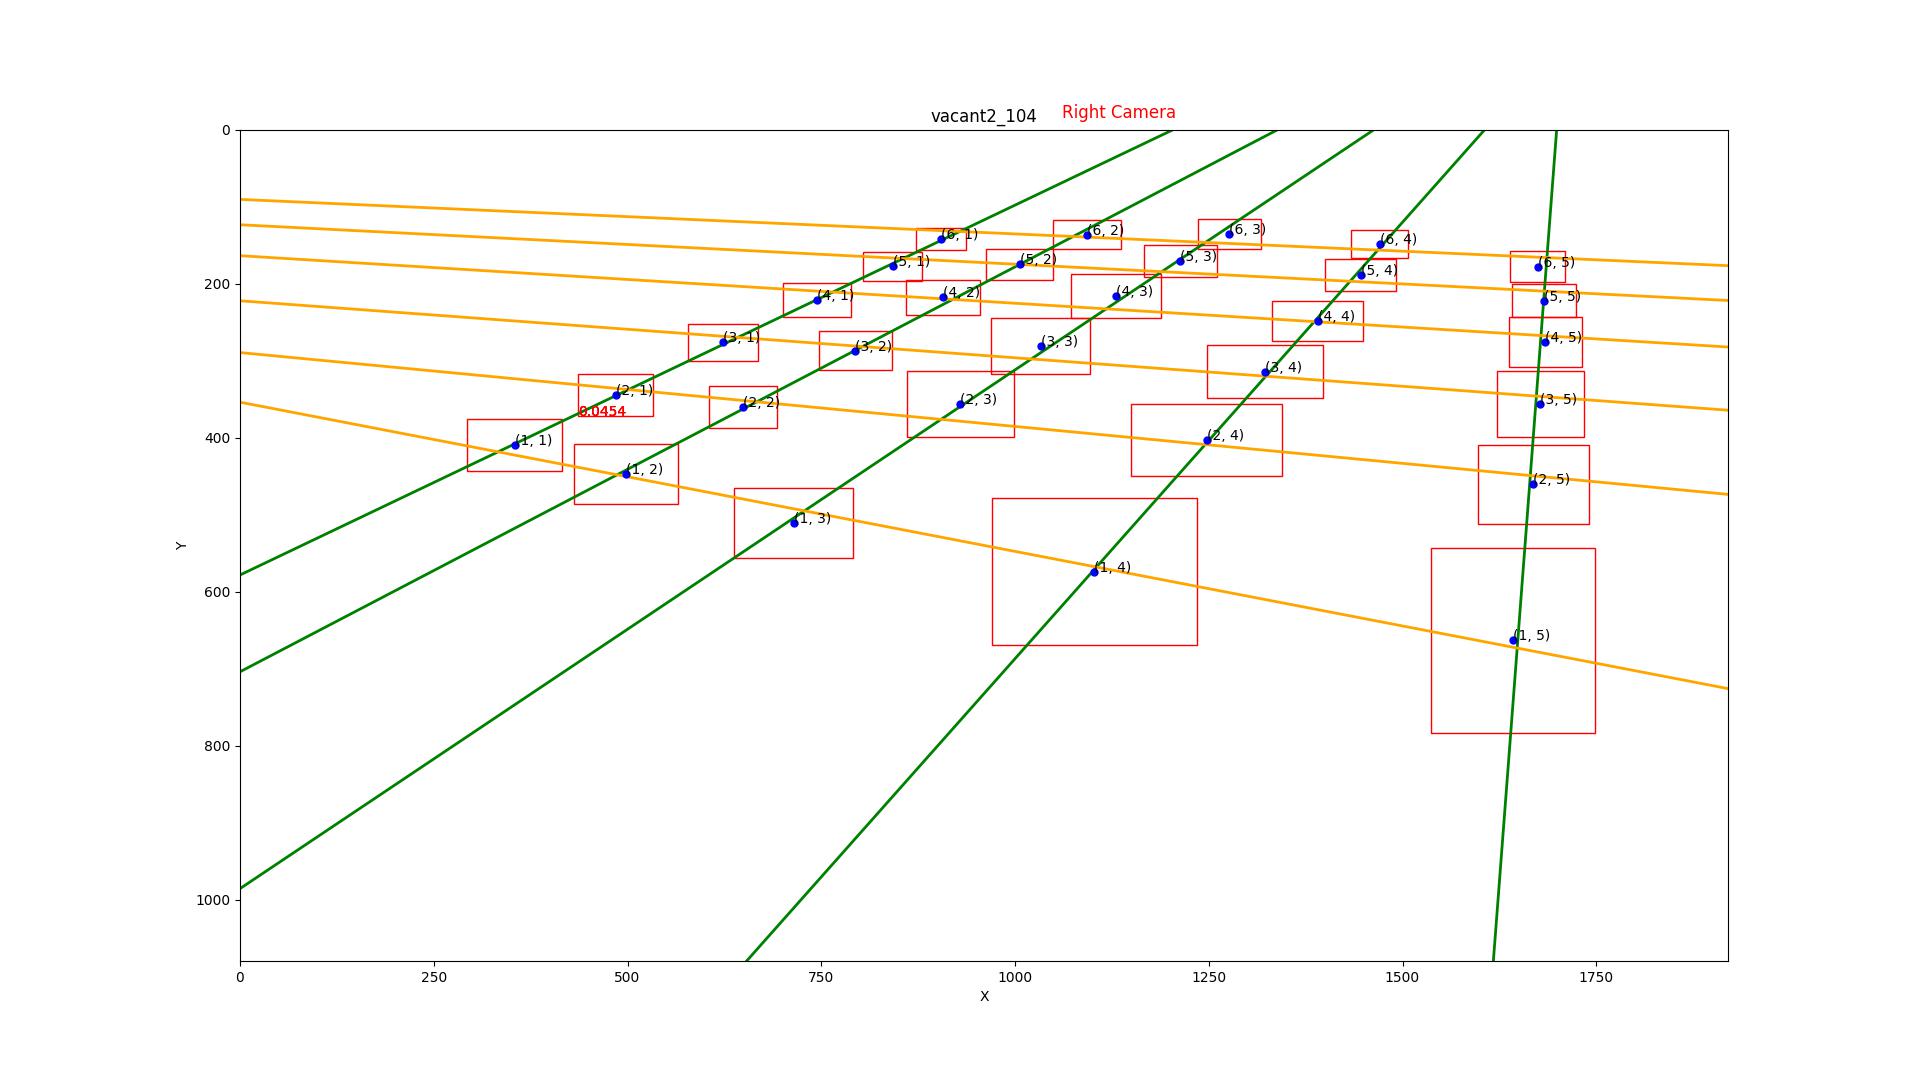 vacant2_104 Right Camera
0
(6, 1) (6, 2) (6, 3) (6, 4)
(5, 1) (5, 2) (5, 3) (5, 4) (6, 5)
200
(4, 1) (4, 2) (4, 3) (4, 4) (5, 5)
(3, 1) (3, 2) (3, 3) (3, 4) (4, 5)
(2, 1) (2, 2) (2, 3) (2, 4) (3, 5)
0.0454
400
(1, 1) (1, 2) (1, 3) (1, 4) (2, 5)
Y
600
(1, 5)
800
1000
0 250 500 750 1000 1250 1500 1750
X